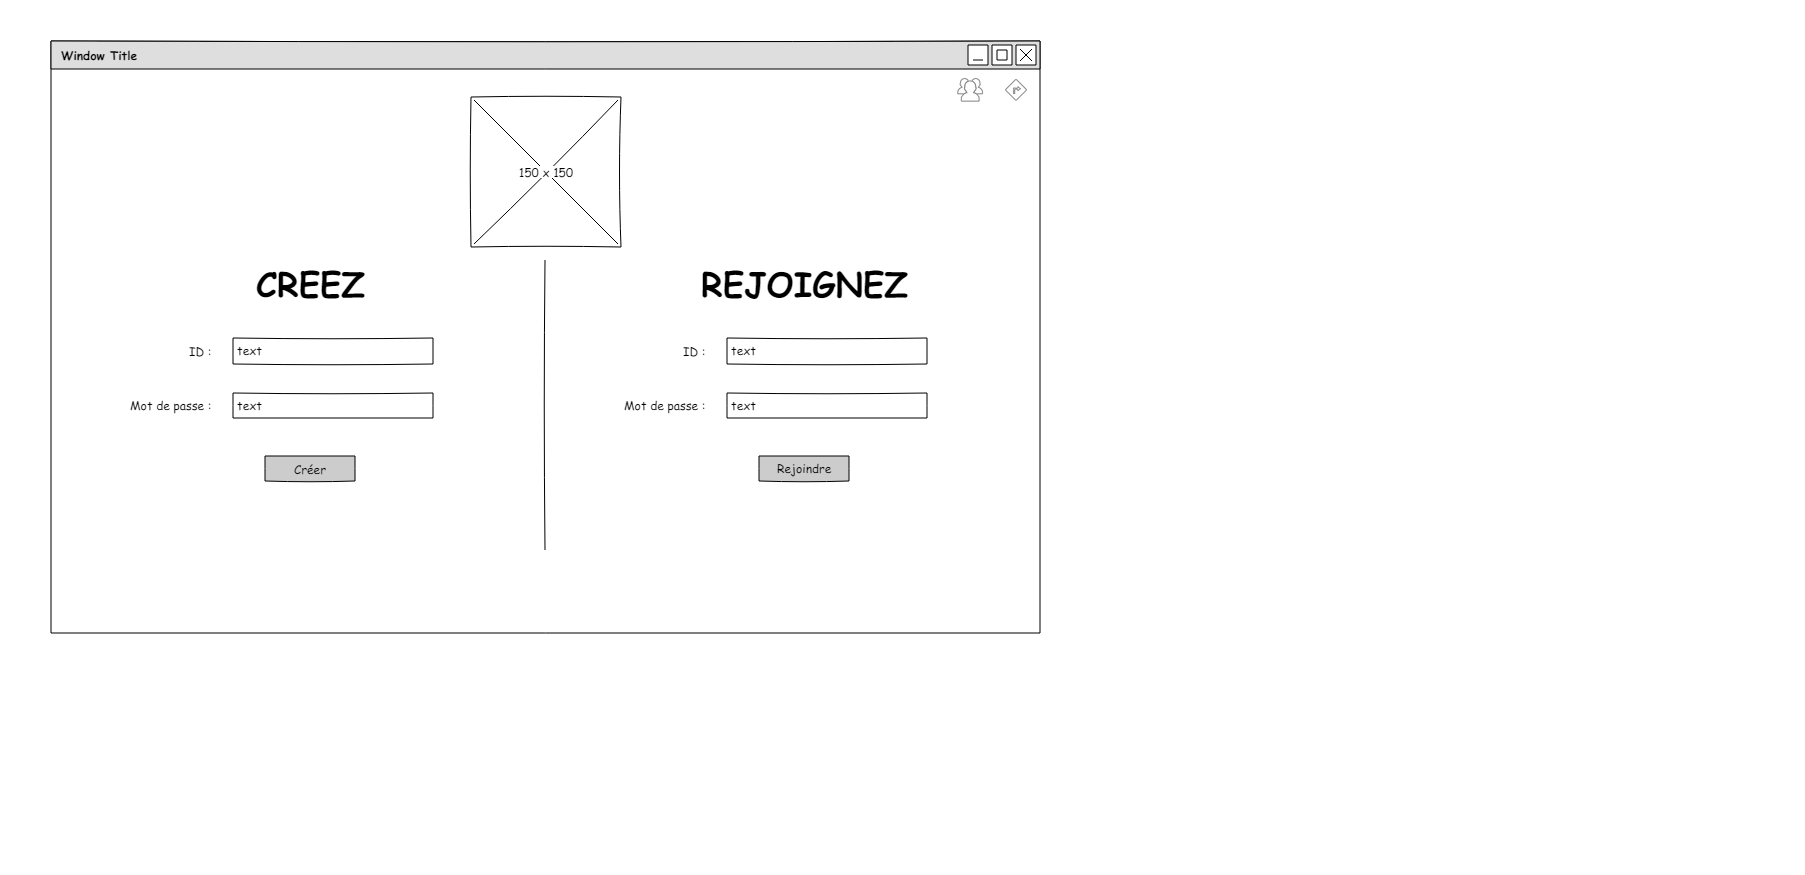 Window Title
150 x 150
CREEZ
ID :
text
Mot de passe :
text
Créer
REJOIGNEZ
ID :
text
Mot de passe :
text
Rejoindre